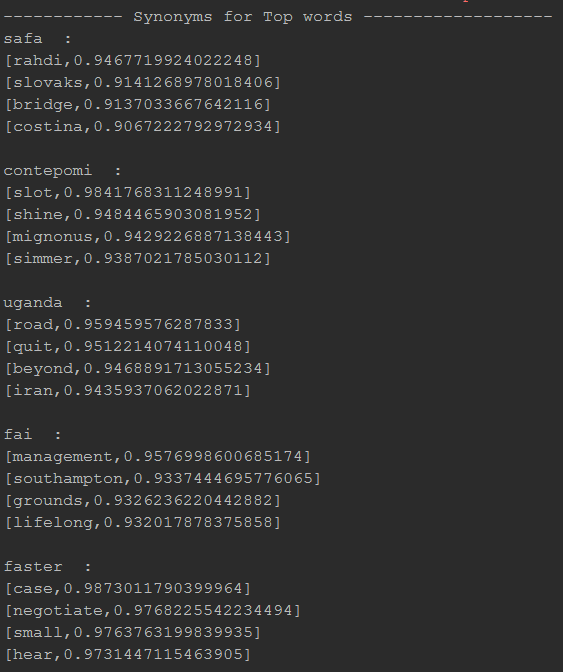 ------------ Synonyms for Top words -------------------
safa  :
[rahdi,0.9467719924022248]
[slovaks,0.9141268978018406]
[bridge,0.9137033667642116]
[costina,0.9067222792972934]
contepomi  :
[slot,0.9841768311248991]
[shine,0.9484465903081952]
[mignonus,0.9429226887138443]
[simmer,0.9387021785030112]
uganda  :
[road,0.959459576287833]
[quit,0.9512214074110048]
[beyond,0.9468891713055234]
[iran,0.9435937062022871]
fai  :
[management,0.9576998600685174]
[southampton,0.9337444695776065]
[grounds,0.9326236220442882]
[lifelong,0.932017878375858]
faster  :
[case,0.9873011790399964]
[negotiate,0.9768225542234494]
[small,0.9763763199839935]
[hear,0.9731447115463905]